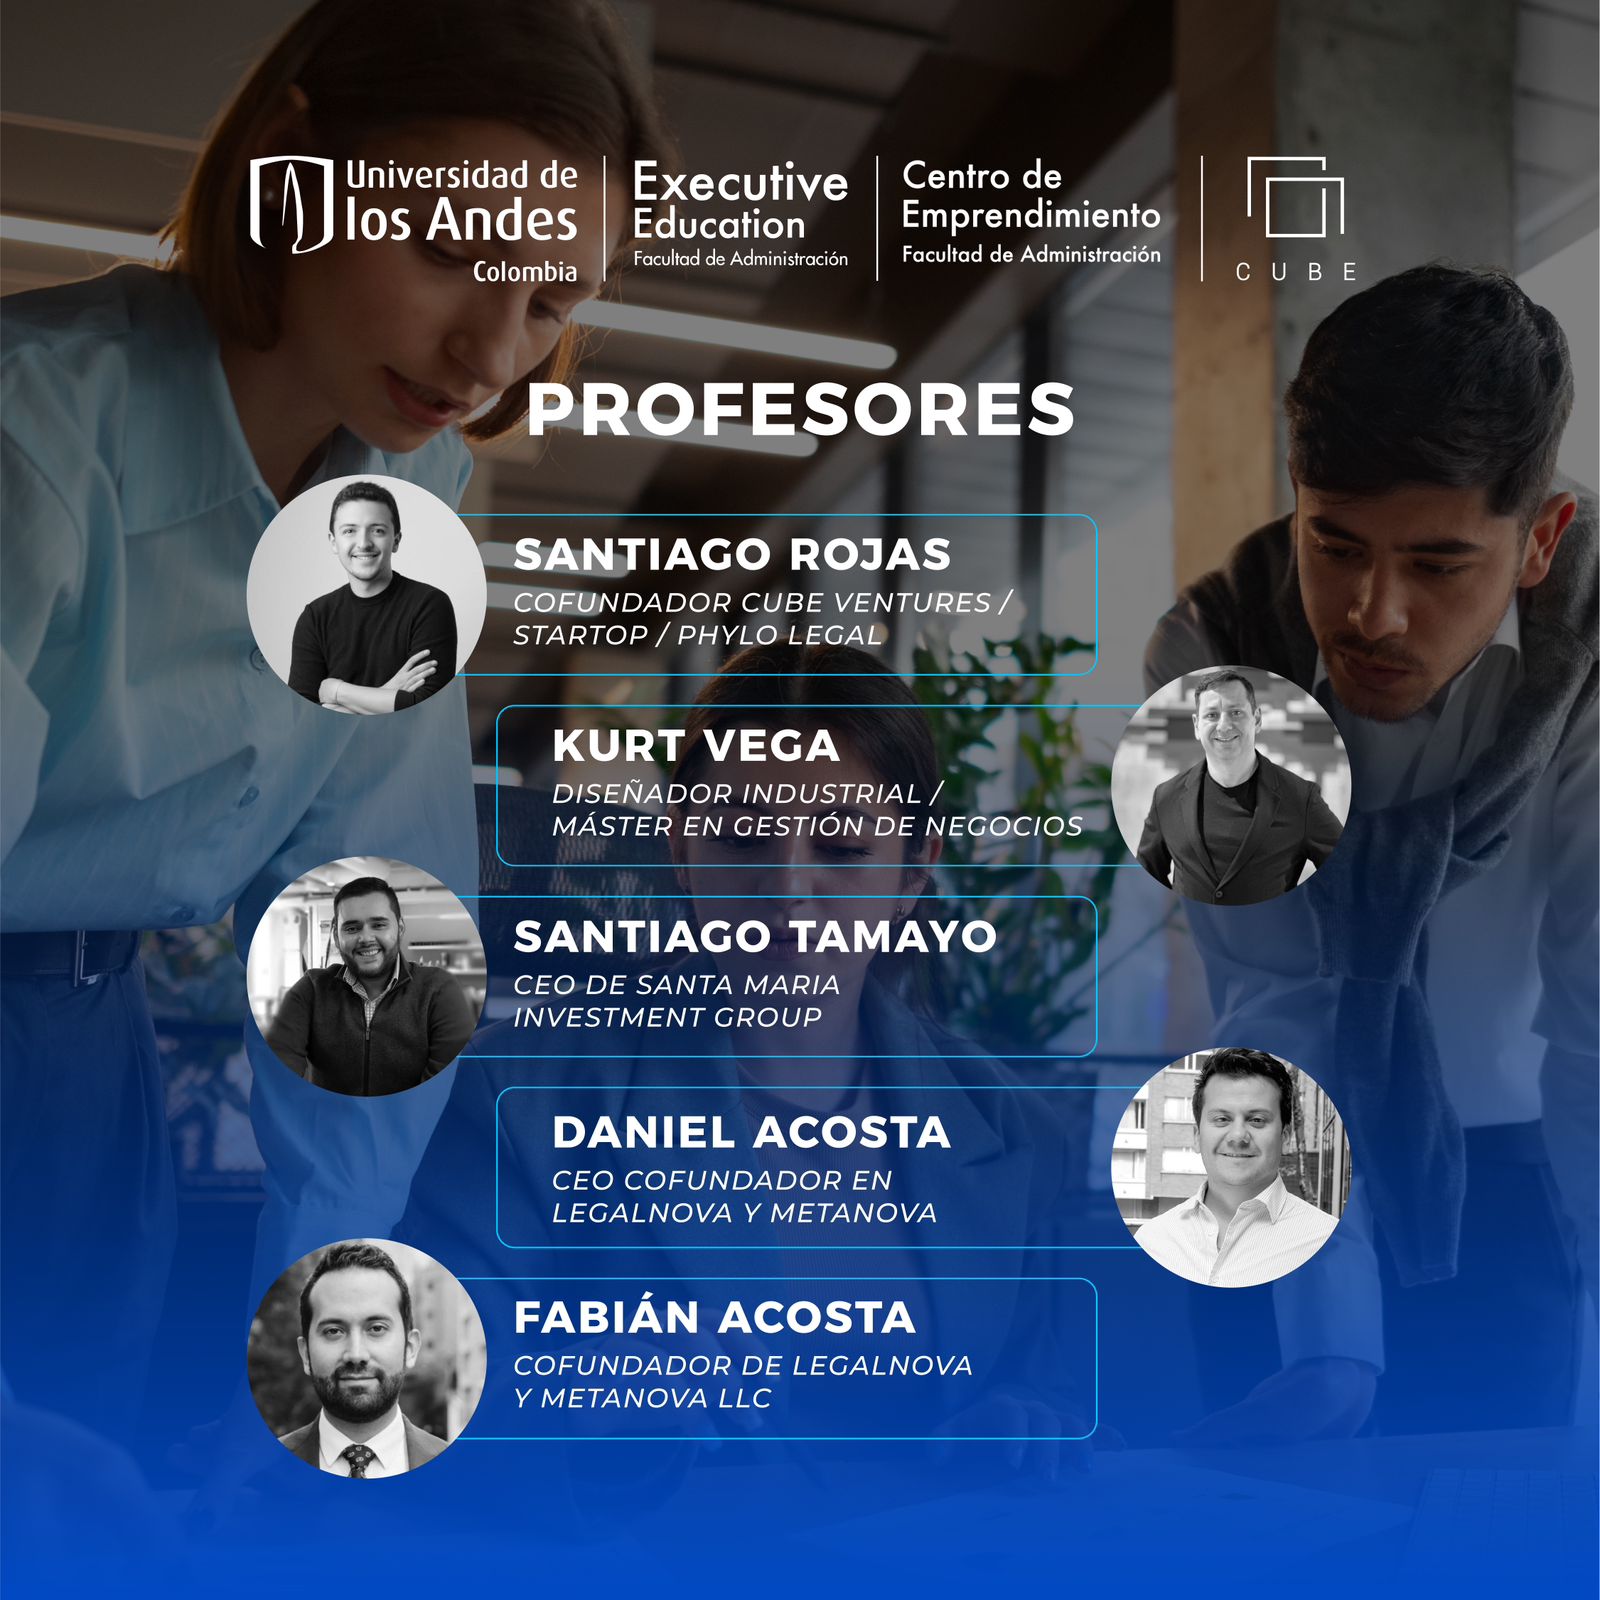 Universidad de
los Andes
Colombia
Executive
Education
Facultad de Administración
Centro de
Emprendimiento
Facultad de Administración
CUBE
PROFESORES
SANTIAGO ROJAS
COFUNDADOR CUBE VENTURES /
STARTOP / PHYLO LEGAL
KURT VEGA
DISEÑADOR INDUSTRIAL /
MÁSTER EN GESTIÓN DE NEGOCIOS
SANTIAGO TAMAYO
CEO DE SANTA MARIA
INVESTMENT GROUP
DANIEL ACOSTA
CEO COFUNDADOR EN
LEGALNOVA Y METANOVA
FABIÁN ACOSTA
COFUNDADOR DE LEGALNOVA
Y METANOVA LLC